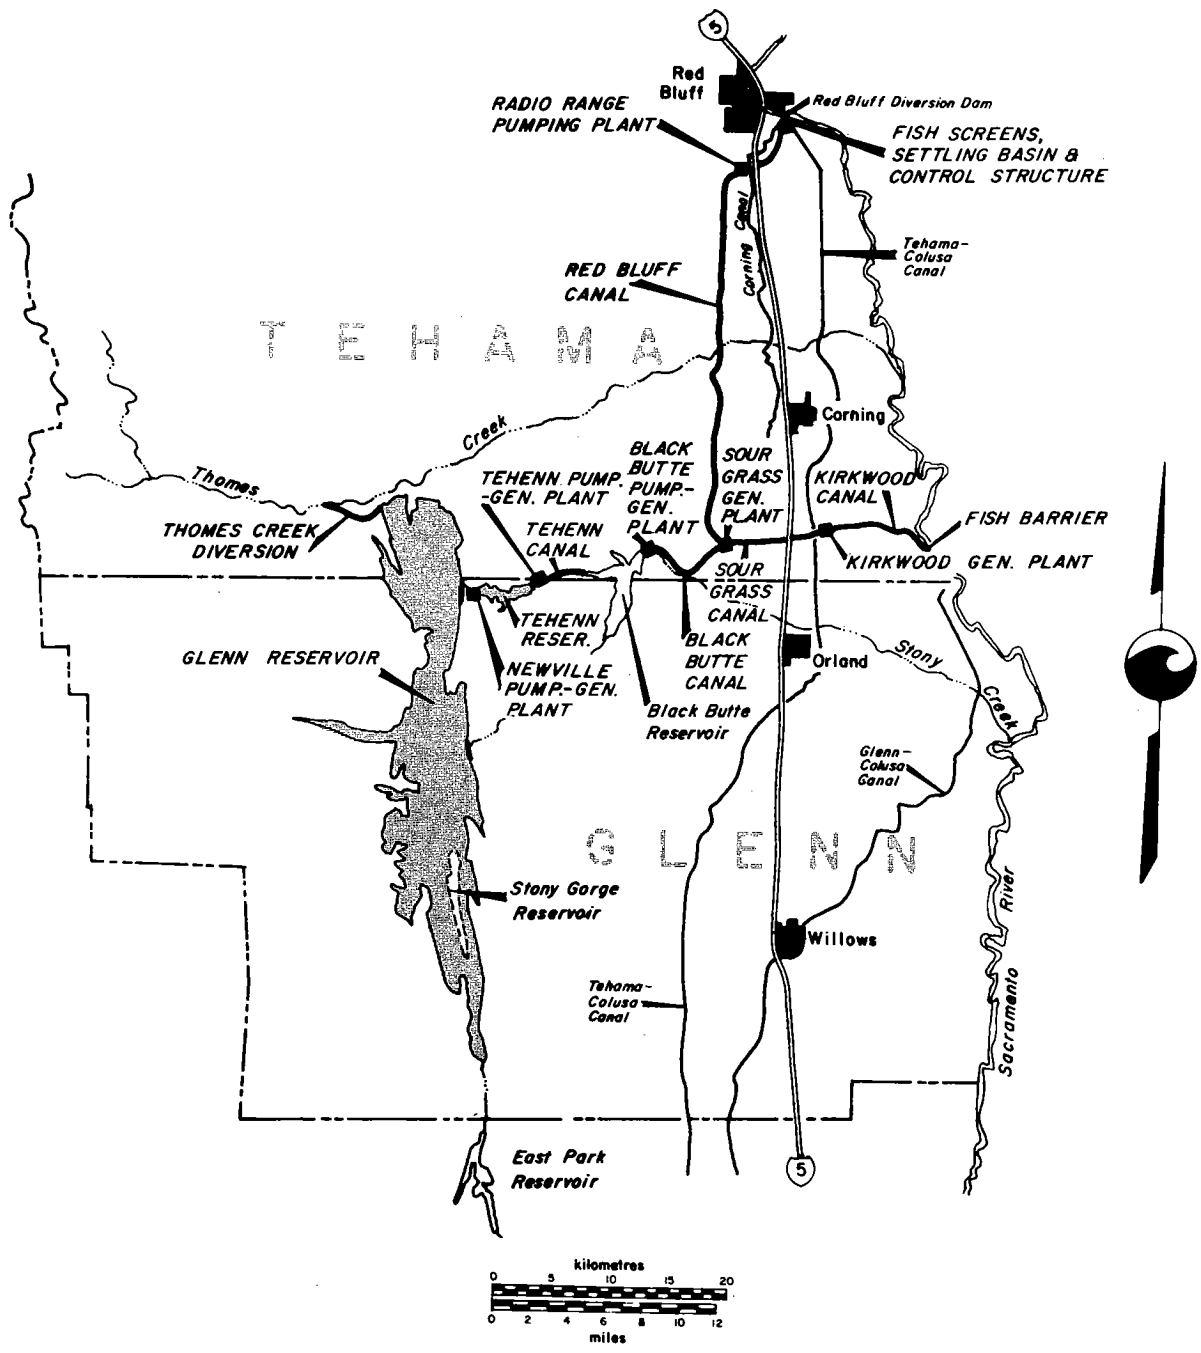 5
Red
Bluff
Red Bluff Diversion Dam
RADIO RANGE
PUMPING PLANT
FISH SCREENS,
SETTLING BASIN &
CONTROL STRUCTURE
Corning Canal
Tehama-
Colusa
Canal
RED BLUFF
CANAL
TEHAMA
Corning
Thomes Creek
THOMES CREEK
DIVERSION
TEHENN PUMP.
-GEN. PLANT
TEHENN
CANAL
BLACK
BUTTE
PUMP.-
GEN.
PLANT
SOUR
GRASS
GEN.
PLANT
KIRKWOOD
CANAL
FISH BARRIER
KIRKWOOD GEN. PLANT
SOUR
GRASS
CANAL
TEHENN
RESER.
GLENN RESERVOIR
NEWVILLE
PUMP.-GEN.
PLANT
BLACK
BUTTE
CANAL
Black Butte
Reservoir
Orland
Stony Creek
Glenn-
Colusa
Canal
GLENN
Stony Gorge
Reservoir
Willows
Sacramento River
Tehama-
Colusa
Canal
East Park
Reservoir
5
kilometres
0 5 10 15 20
0 2 4 6 8 10 12
miles